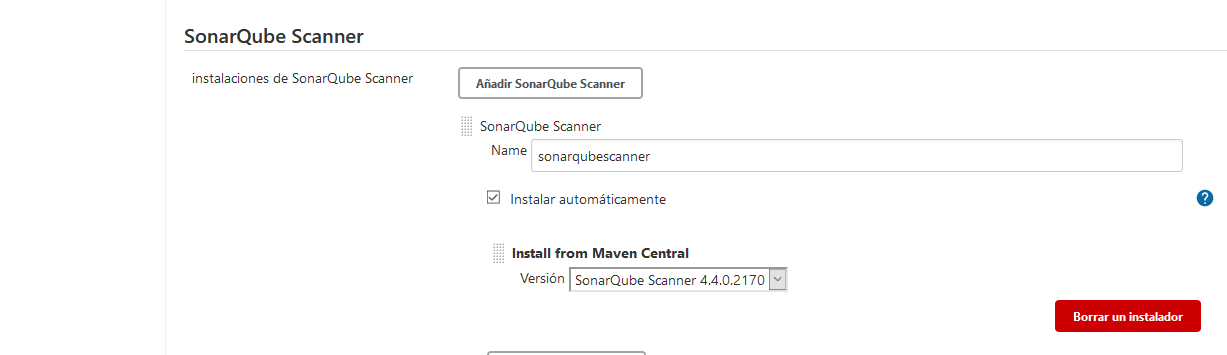 SonarQube Scanner
instalaciones de SonarQube Scanner
Añadir SonarQube Scanner
SonarQube Scanner
Name sonarqubescanner
Instalar automáticamente
?
Install from Maven Central
Versión SonarQube Scanner 4.4.0.2170
Borrar un instalador